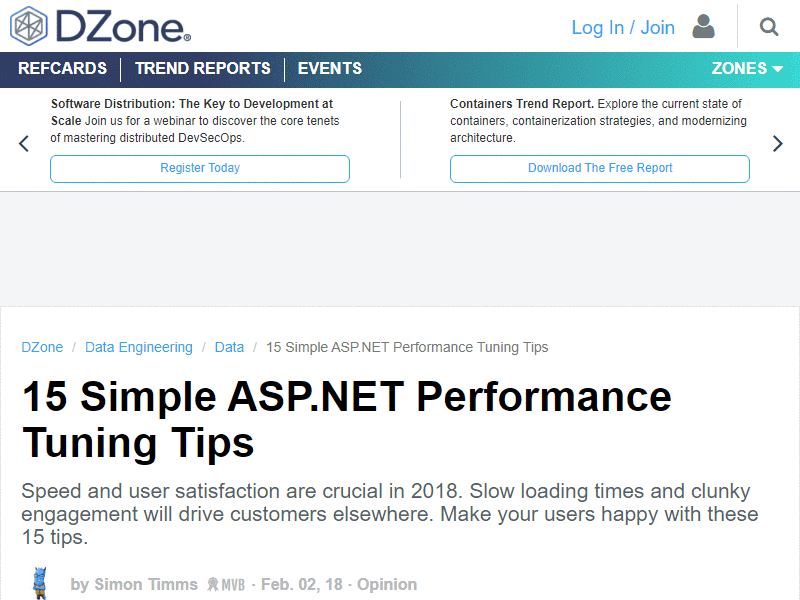 DZone®
Log In / Join
REFCARDS
TREND REPORTS
EVENTS
ZONES
Software Distribution: The Key to Development at
Scale Join us for a webinar to discover the core tenets
of mastering distributed DevSecOps.
Register Today
Containers Trend Report. Explore the current state of
containers, containerization strategies, and modernizing
architecture.
Download The Free Report
DZone / Data Engineering / Data / 15 Simple ASP.NET Performance Tuning Tips
15 Simple ASP.NET Performance
Tuning Tips
Speed and user satisfaction are crucial in 2018. Slow loading times and clunky
engagement will drive customers elsewhere. Make your users happy with these
15 tips.
by Simon Timms MVB · Feb. 02, 18 · Opinion